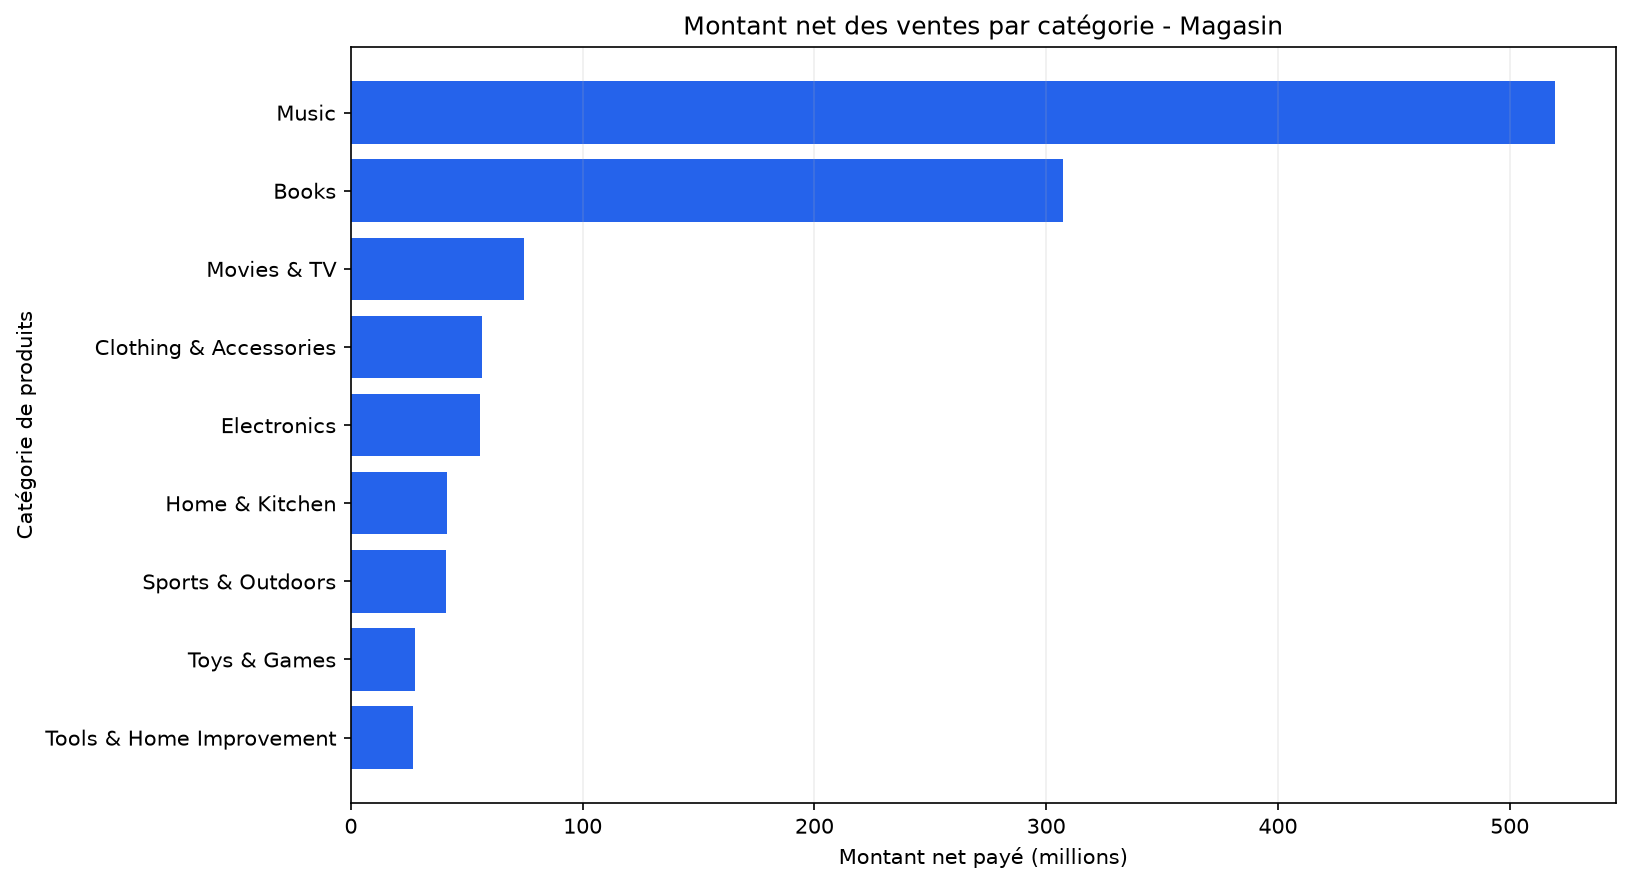 Montant net des ventes par catégorie - Magasin
Catégorie de produits
Music
Books
Movies & TV
Clothing & Accessories
Electronics
Home & Kitchen
Sports & Outdoors
Toys & Games
Tools & Home Improvement
0 100 200 300 400 500
Montant net payé (millions)